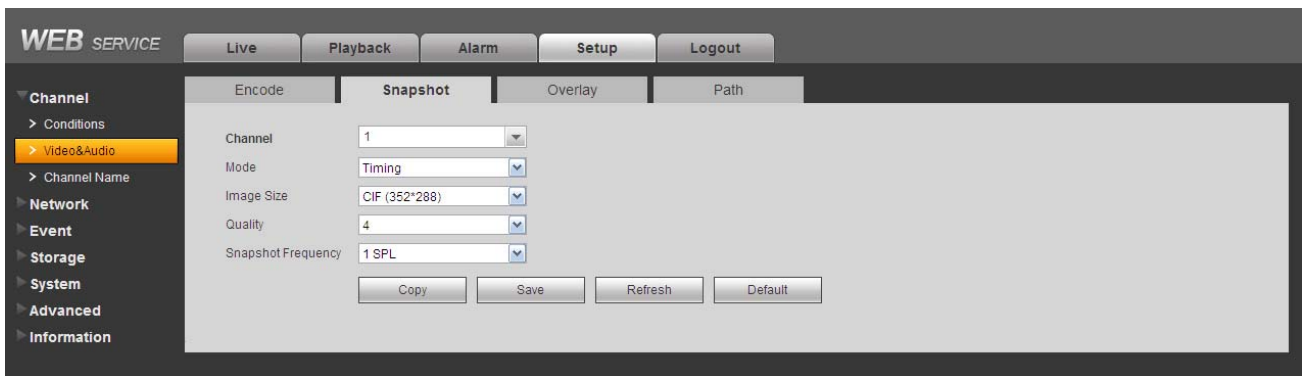 WEB SERVICE
Live Playback Alarm Setup Logout
Encode Snapshot Overlay Path
Channel
> Conditions
> Video&Audio
> Channel Name
Network
Event
Storage
System
Advanced
Information
Channel 1
Mode Timing
Image Size CIF (352*288)
Quality 4
Snapshot Frequency 1 SPL
Copy Save Refresh Default